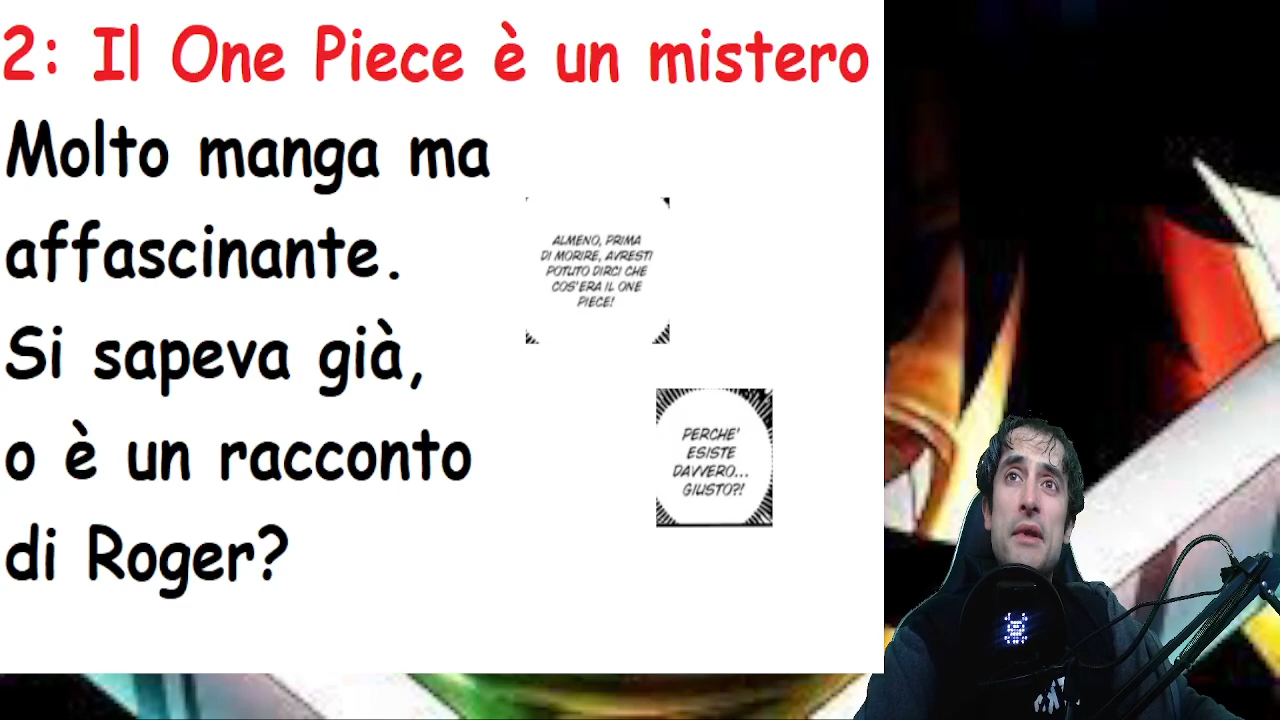 2: Il One Piece è un mistero
Molto manga ma
affascinante.
Si sapeva già,
o è un racconto
di Roger?
ALMENO, PRIMA
DI MORIRE, AVRESTI
POTUTO DIRCI CHE
COS'ERA IL ONE
PIECE!
PERCHE'
ESISTE
DAVVERO...
GIUSTO?!